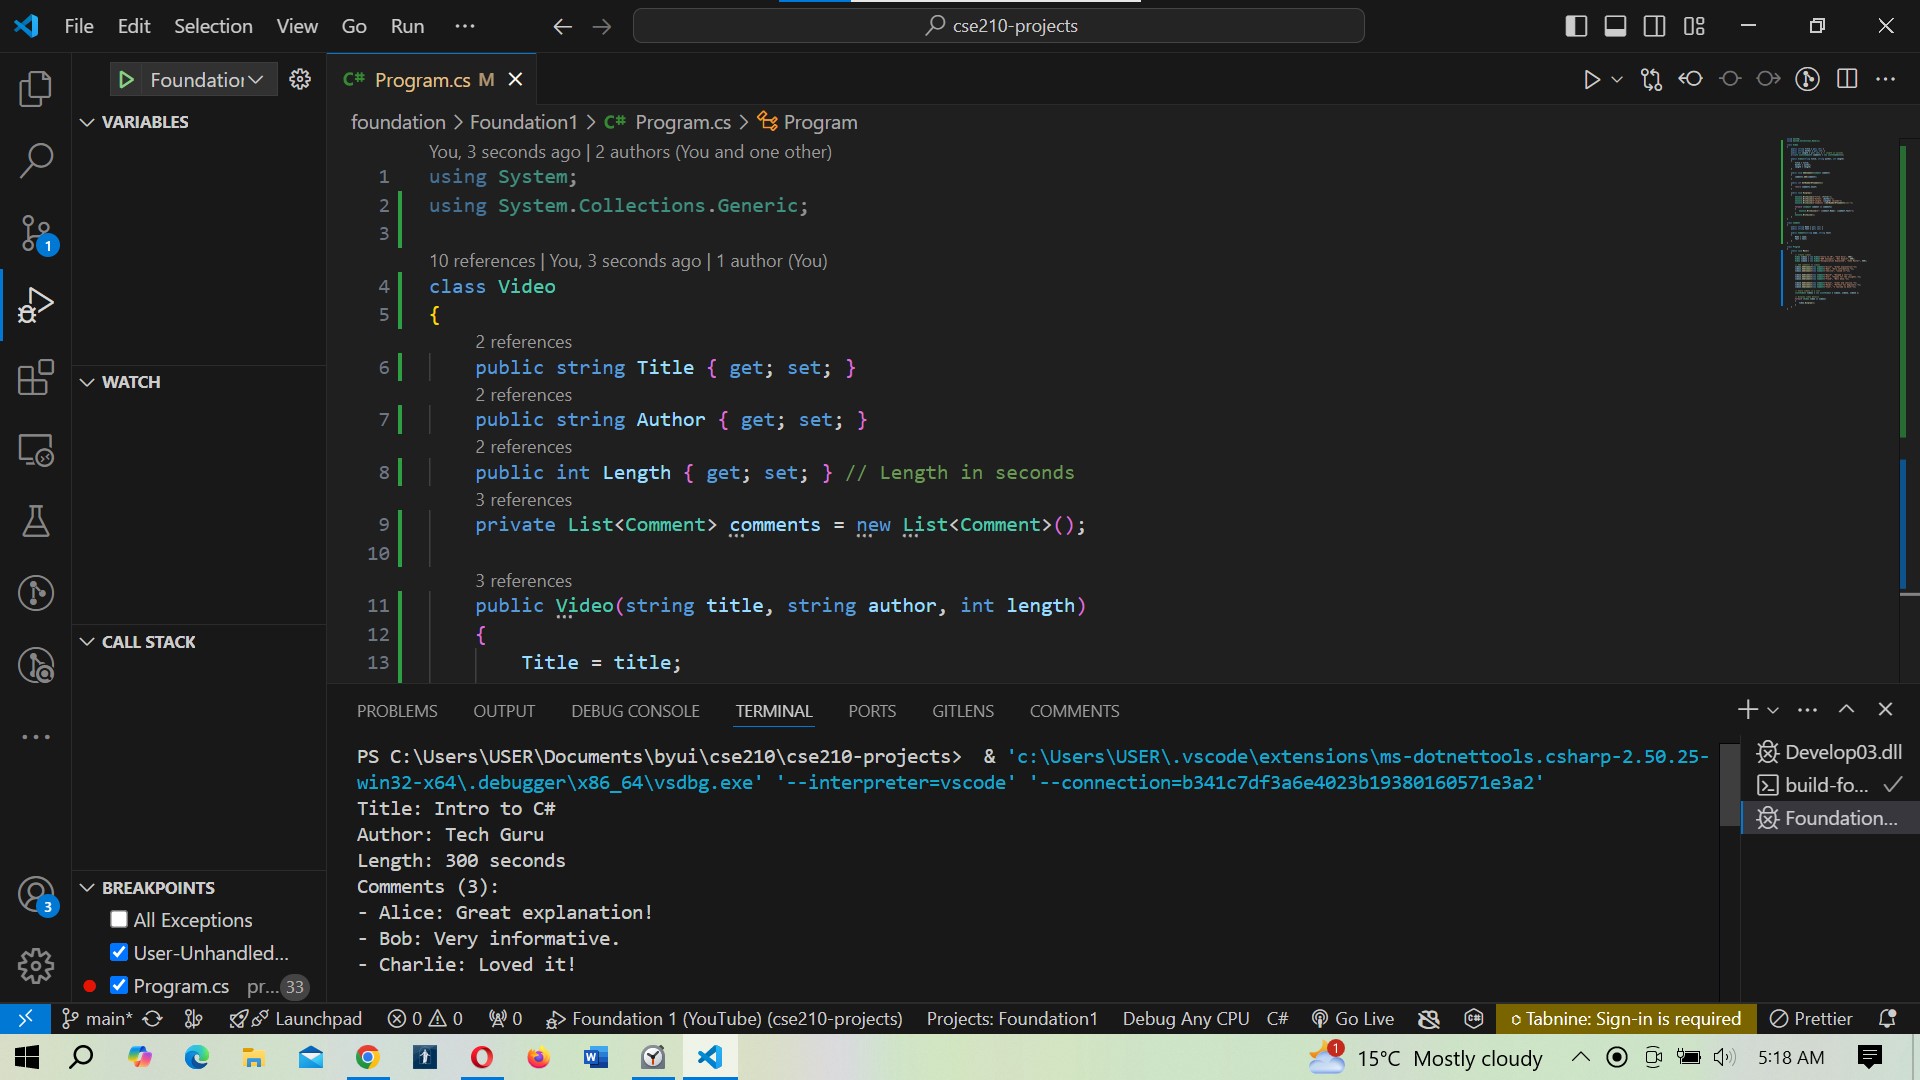 File Edit Selection View Go Run ··· cse210-projects
Foundation
Program.cs M
VARIABLES
foundation > Foundation1 > Program.cs > Program
You, 3 seconds ago | 2 authors (You and one other)
1 using System;
2 using System.Collections.Generic;
3
10 references | You, 3 seconds ago | 1 author (You)
4 class Video
5 {
2 references
6 public string Title { get; set; }
2 references
7 public string Author { get; set; }
2 references
8 public int Length { get; set; } // Length in seconds
3 references
9 private List<Comment> comments = new List<Comment>();
10
3 references
11 public Video(string title, string author, int length)
12 {
13 Title = title;
WATCH
CALL STACK
BREAKPOINTS
All Exceptions
User-Unhandled...
Program.cs pr... 33
1
3
PROBLEMS OUTPUT DEBUG CONSOLE TERMINAL PORTS GITLENS COMMENTS
PS C:\Users\USER\Documents\byui\cse210\cse210-projects> & 'c:\Users\USER\.vscode\extensions\ms-dotnettools.csharp-2.50.25-
win32-x64\.debugger\x86_64\vsdbg.exe' '--interpreter=vscode' '--connection=b341c7df3a6e4023b19380160571e3a2'
Title: Intro to C#
Author: Tech Guru
Length: 300 seconds
Comments (3):
- Alice: Great explanation!
- Bob: Very informative.
- Charlie: Loved it!
Develop03.dll
build-fo...
Foundation...
main* Launchpad 0 0 0 Foundation 1 (YouTube) (cse210-projects) Projects: Foundation1 Debug Any CPU C# Go Live Tabnine: Sign-in is required Prettier
1 15°C Mostly cloudy 5:18 AM